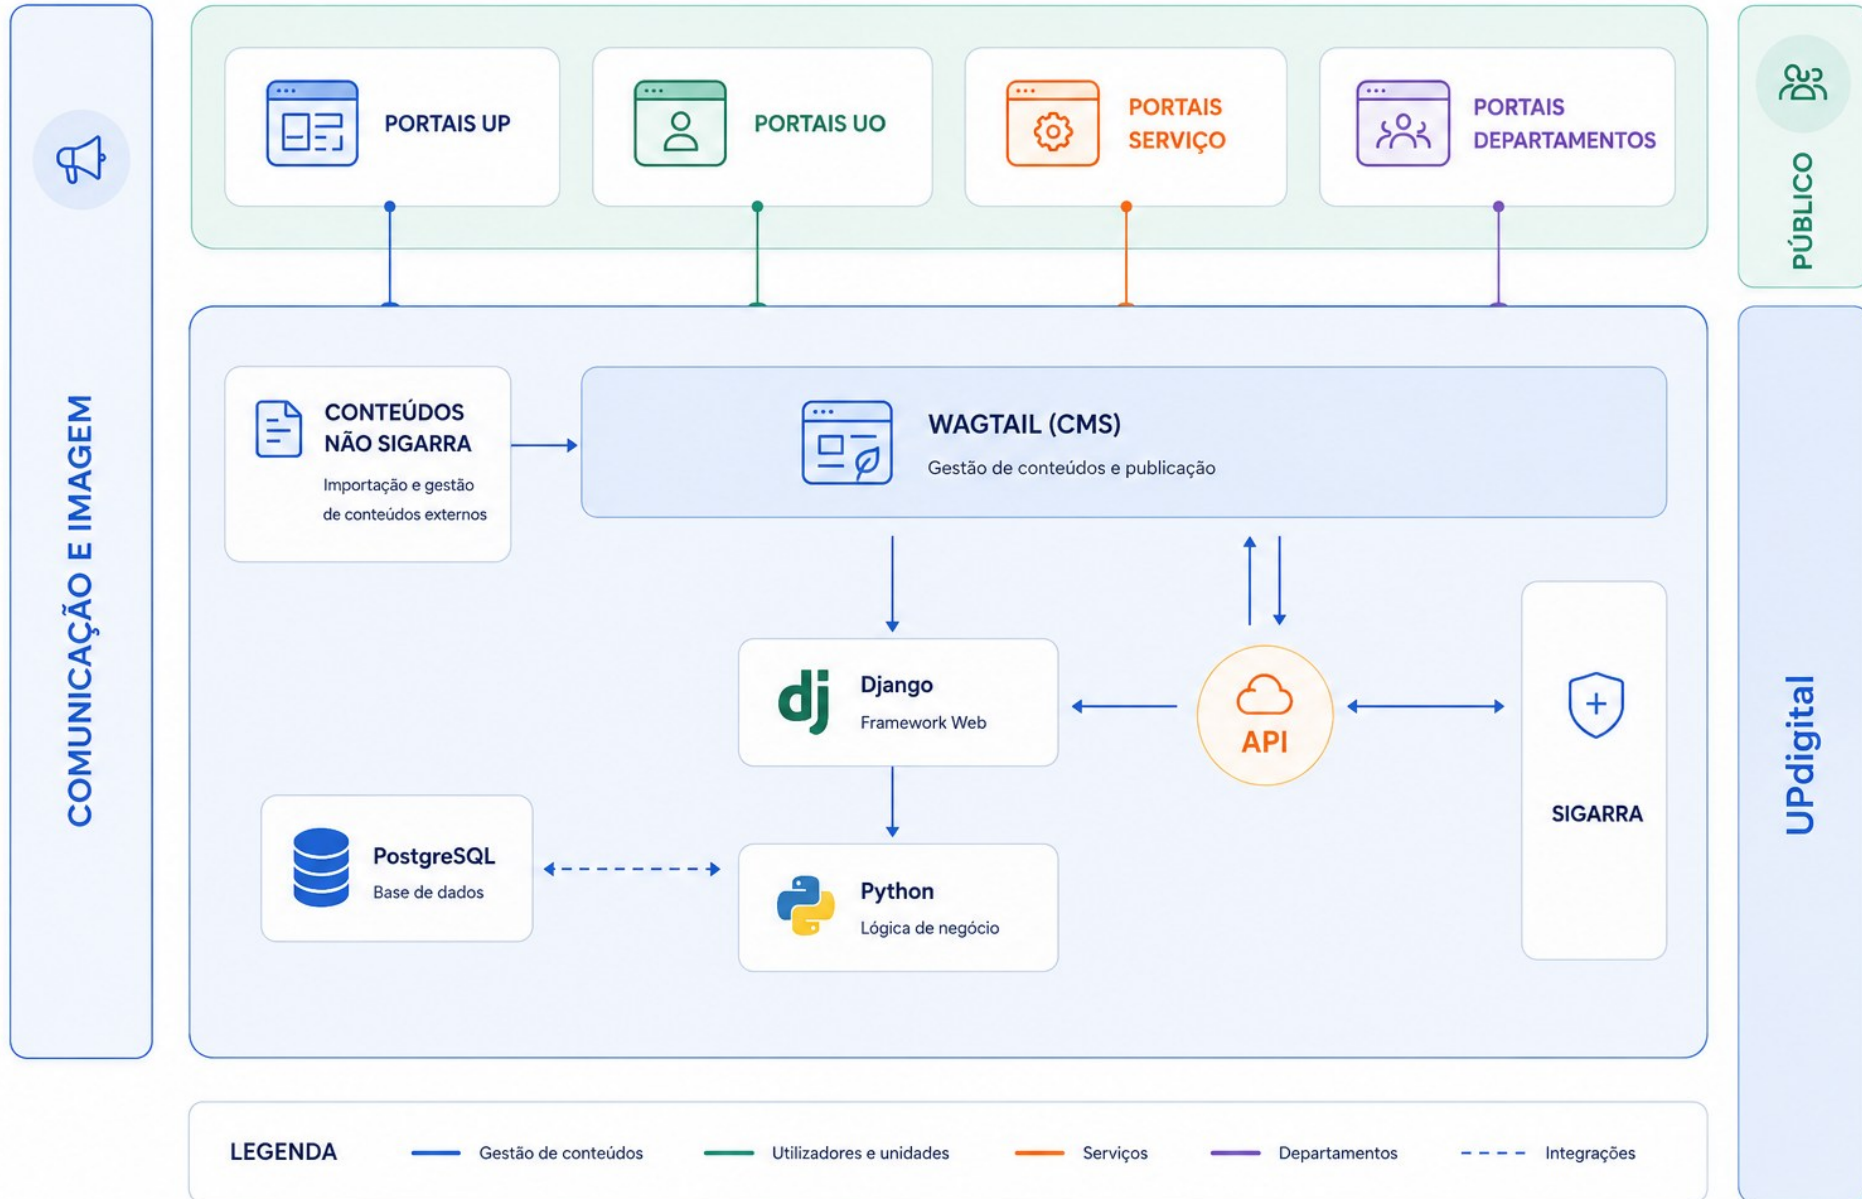 PORTAIS UP
PORTAIS UO
PORTAIS
SERVIÇO
PORTAIS
DEPARTAMENTOS
PÚBLICO
COMUNICAÇÃO E IMAGEM
CONTEÚDOS
NÃO SIGARRA
Importação e gestão
de conteúdos externos
WAGTAIL (CMS)
Gestão de conteúdos e publicação
dj
Django
Framework Web
API
SIGARRA
UPdigital
PostgreSQL
Base de dados
Python
Lógica de negócio
LEGENDA
Gestão de conteúdos
Utilizadores e unidades
Serviços
Departamentos
Integrações